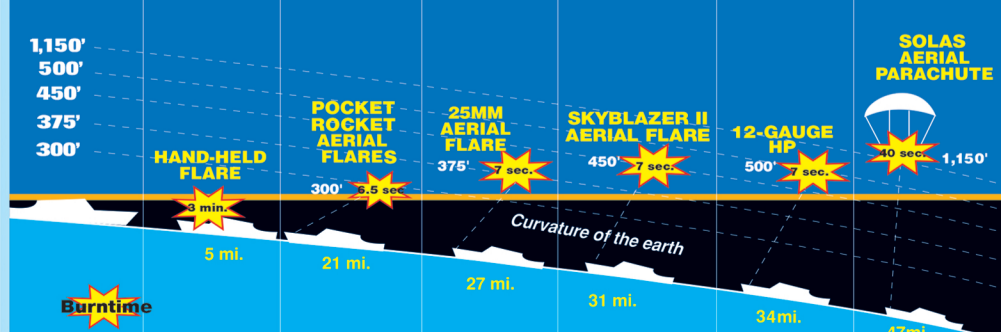 1,150'
500'
450'
375'
300'
HAND-HELD
FLARE
3 min.
5 mi.
POCKET
ROCKET
AERIAL
FLARES
300'
6.5 sec
21 mi.
25MM
AERIAL
FLARE
375'
7 sec.
27 mi.
SKYBLAZER II
AERIAL FLARE
450'
7 sec.
31 mi.
12-GAUGE
HP
500'
7 sec.
34mi.
SOLAS
AERIAL
PARACHUTE
40 sec.
1,150'
47mi.
Curvature of the earth
Burntime